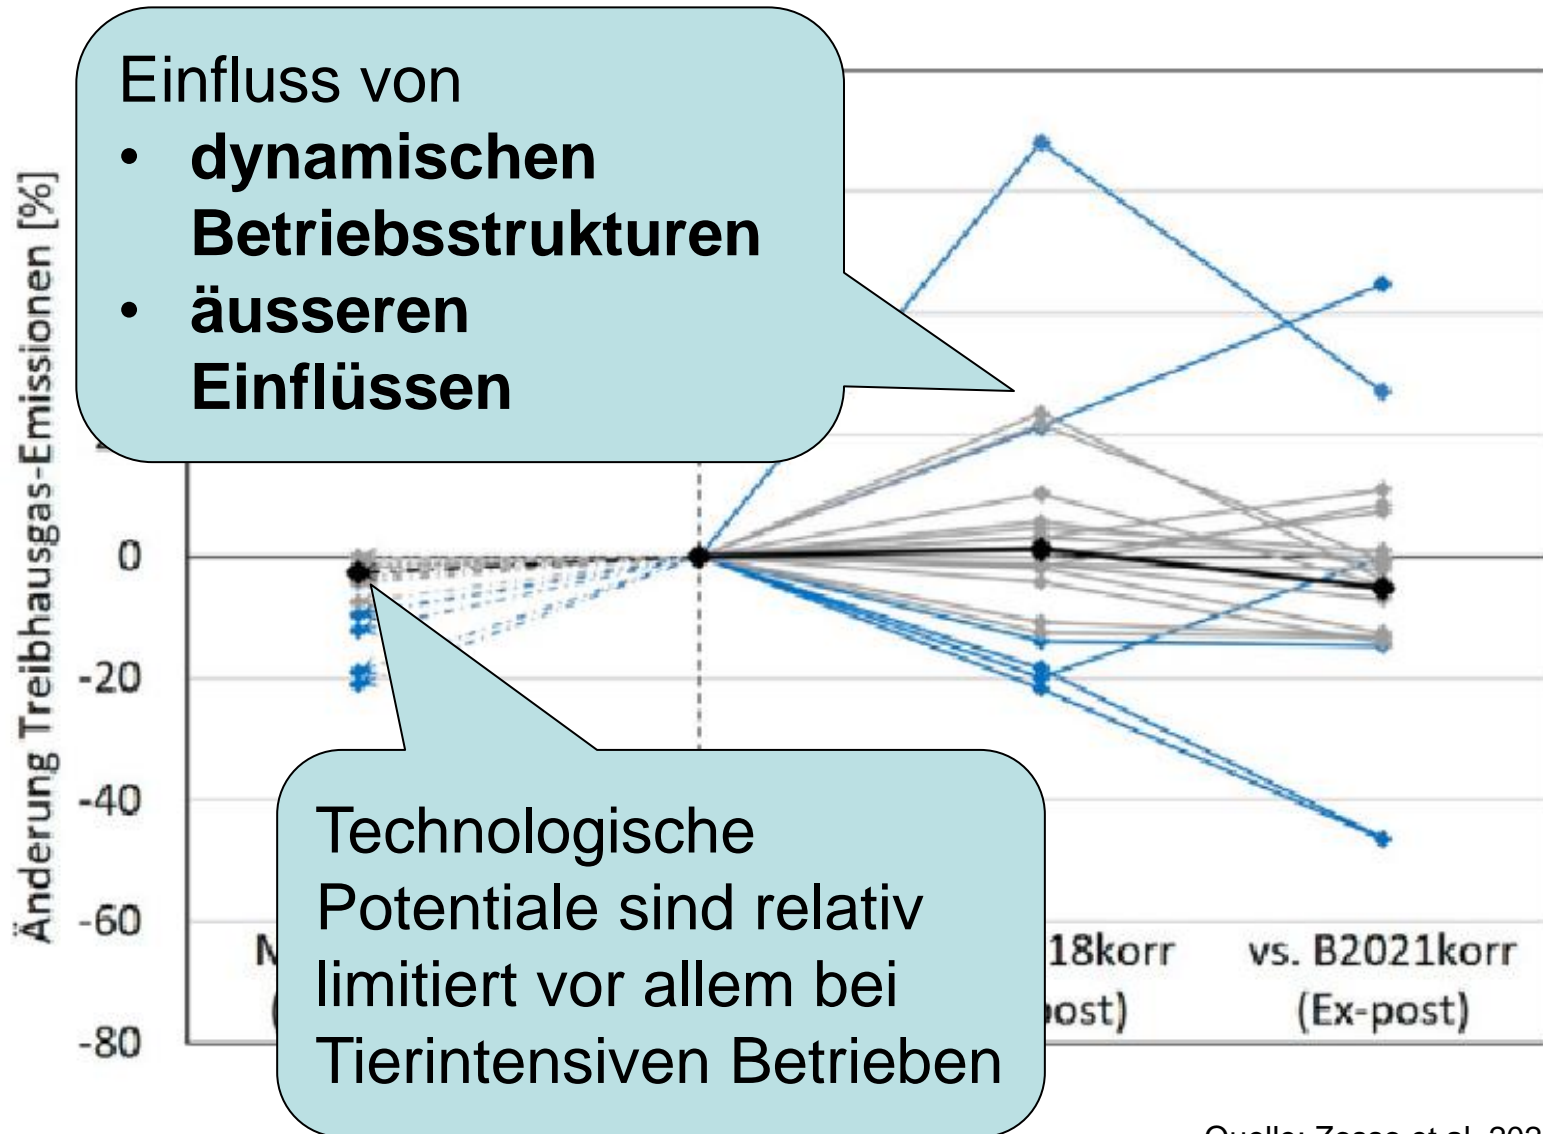 Einfluss von
• dynamischen
Betriebsstrukturen
• äusseren
Einflüssen
Änderung Treibhausgas-Emissionen [%]
0
-20
-40
-60
-80
Technologische
Potentiale sind relativ
limitiert vor allem bei
Tierintensiven Betrieben
18korr
post)
vs. B2021korr
(Ex-post)